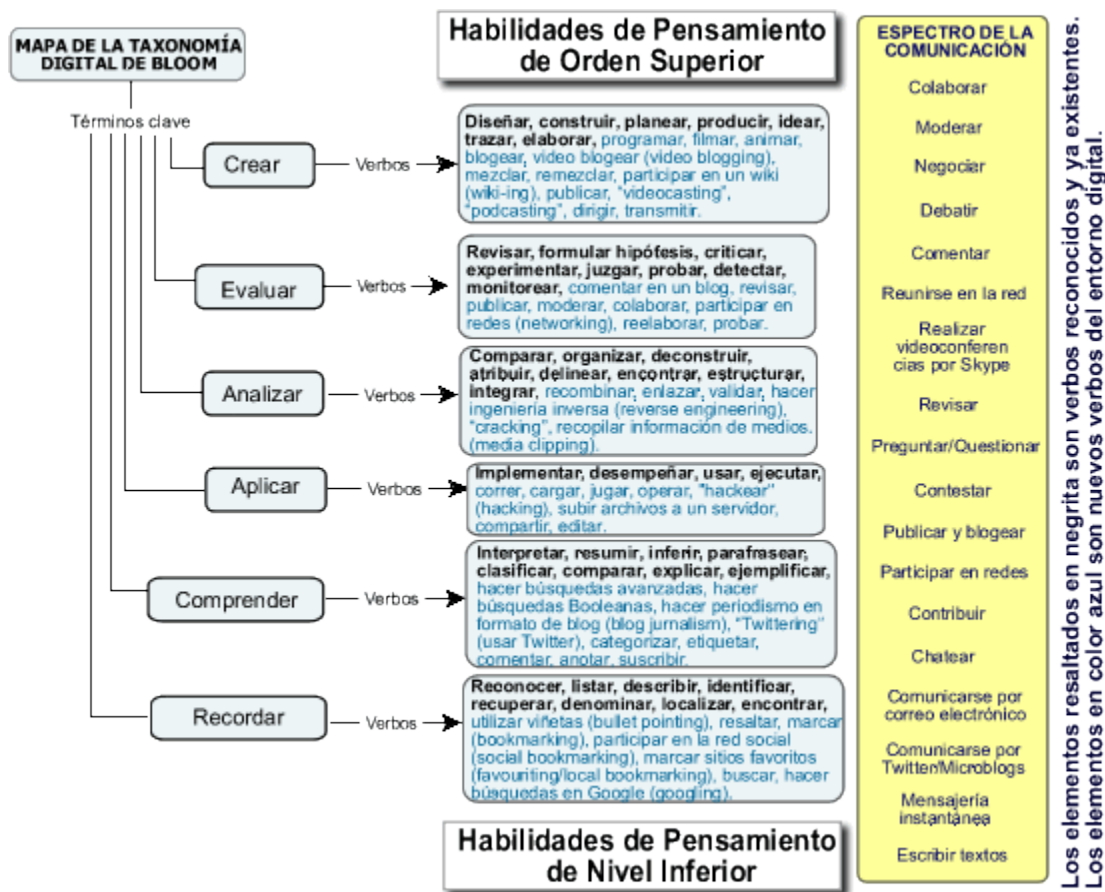 MAPA DE LA TAXONOMÍA
DIGITAL DE BLOOM
Términos clave
Habilidades de Pensamiento
de Orden Superior
Crear
Verbos
Diseñar, construir, planear, producir, idear,
trazar, elaborar, programar, filmar, animar,
blogear, video blogear (video blogging),
mezclar, remezclar, participar en un wiki
(wiki-ing), publicar, "videocasting",
"podcasting", dirigir, transmitir.
Evaluar
Verbos
Revisar, formular hipótesis, criticar,
experimentar, juzgar, probar, detectar,
monitorear, comentar en un blog, revisar,
publicar, moderar, colaborar, participar en
redes (networking), reelaborar, probar.
Analizar
Verbos
Comparar, organizar, deconstruir,
atribuir, delinear, encontrar, estructurar,
integrar, recombinar, enlazar, validar, hacer
ingeniería inversa (reverse engineering),
"cracking", recopilar información de medios.
(media clipping).
Aplicar
Verbos
Implementar, desempeñar, usar, ejecutar,
correr, cargar, jugar, operar, "hackear"
(hacking), subir archivos a un servidor,
compartir, editar.
Comprender
Verbos
Interpretar, resumir, inferir, parafrasear,
clasificar, comparar, explicar, ejemplificar,
hacer búsquedas avanzadas, hacer
búsquedas Booleanas, hacer periodismo en
formato de blog (blog jurnalism), "Twittering"
(usar Twitter), categorizar, etiquetar,
comentar, anotar, suscribir.
Recordar
Verbos
Reconocer, listar, describir, identificar,
recuperar, denominar, localizar, encontrar,
utilizar viñetas (bullet pointing), resaltar, marcar
(bookmarking), participar en la red social
(social bookmarking), marcar sitios favoritos
(favouriting/local bookmarking), buscar, hacer
búsquedas en Google (googling).
Habilidades de Pensamiento
de Nivel Inferior
ESPECTRO DE LA
COMUNICACIÓN
Colaborar
Moderar
Negociar
Debatir
Comentar
Reunirse en la red
Realizar
videoconferen
cias por Skype
Revisar
Preguntar/Questionar
Contestar
Publicar y blogear
Participar en redes
Contribuir
Chatear
Comunicarse por
correo electrónico
Comunicarse por
Twitter/Microblogs
Mensajería
instantánea
Escribir textos
Los elementos resaltados en negrita son verbos reconocidos y ya existentes.
Los elementos en color azul son nuevos verbos del entorno digital.